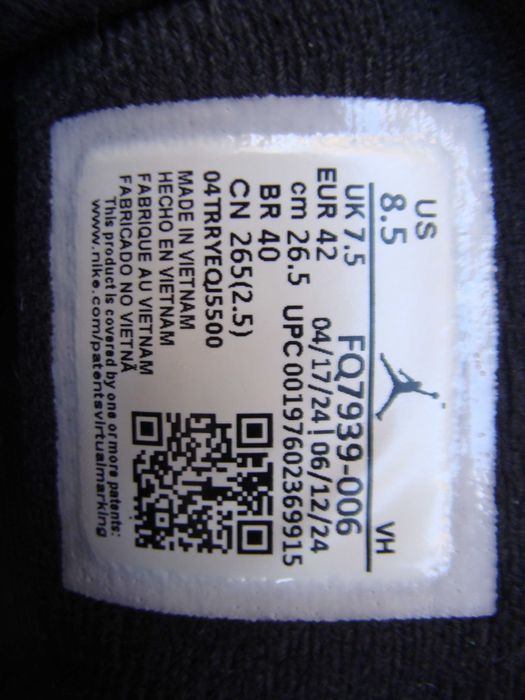 US
8.5
VH
UK 7.5 FQ7939-006
EUR 42 04/17/24 | 06/12/24
cm 26.5 UPC 00197602369915
BR 40
CN 265(2.5)
04TRRYEQJ5500
MADE IN VIETNAM
HECHO EN VIETNAM
FABRIQUE AU VIETNAM
FABRICADO NO VIETNÃ
This product is covered by one or more patents:
www.nike.com/patentsvirtualmarking